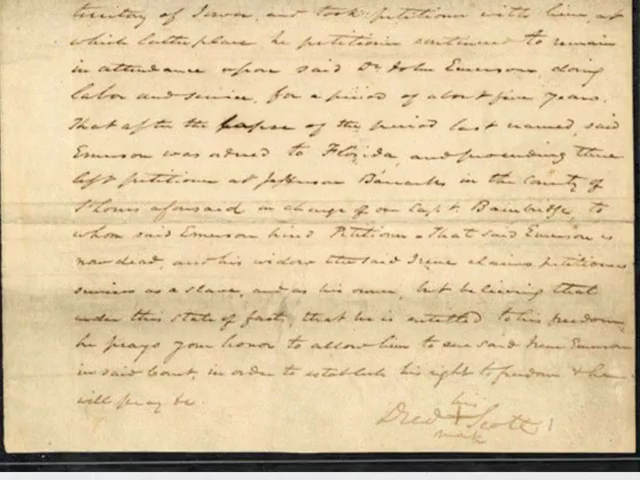 territory of Iowa, and took petitioner with him, at
which latter place he petitioner continued to remain
in attendance upon said Dr John Emerson, doing
labor and service, for a period of about five years.
That after the lapse of the period last named, said
Emerson was ordered to Florida, and proceeding there
left petitioner at Jefferson Barracks in the County of
St Louis aforesaid in charge of one Capt. Bainbridge, to
whom said Emerson hired Petitioner - That said Emerson is
now dead, and his widow the said Irene claims petitioners
services as a slave, and as his owner, but believing that
under this state of facts, that he is entitled to his freedom,
he prays your honor to allow him to sue said Irene Emerson
in said Court, in order to establish his right to freedom & he
will pray &c
his
Dred + Scott
mark